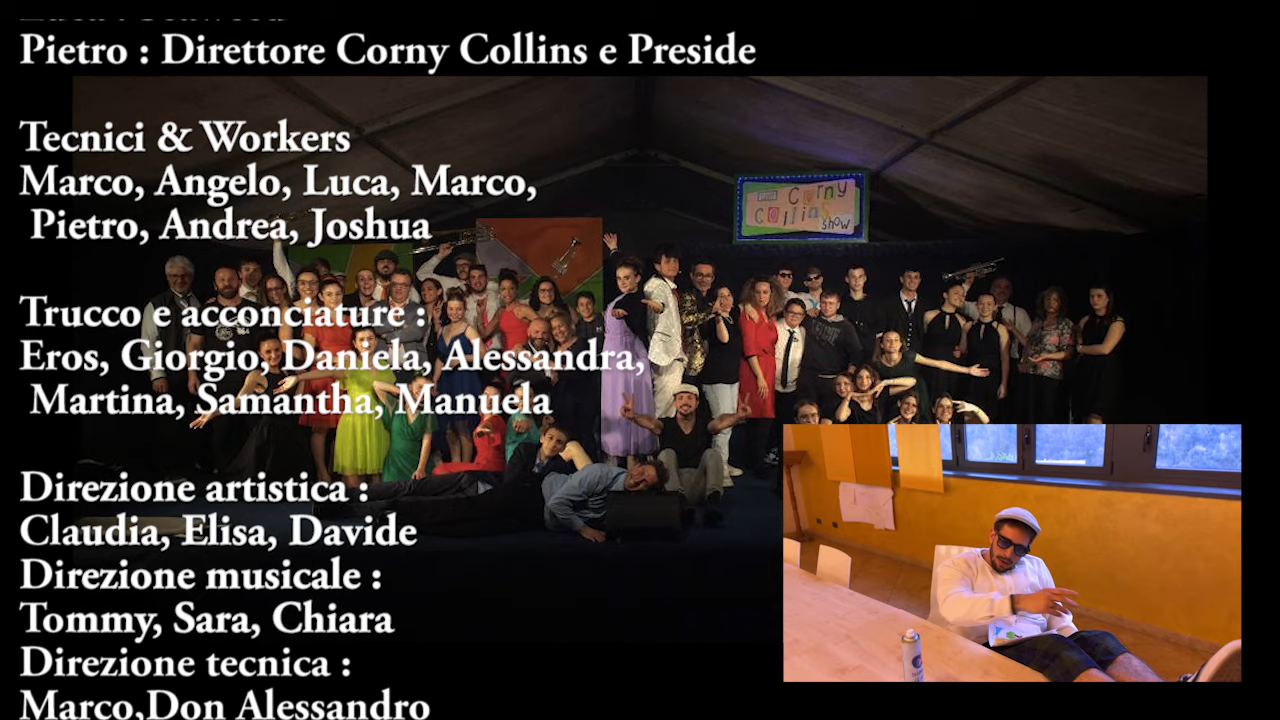 Pietro : Direttore Corny Collins e Preside
Tecnici & Workers
Marco, Angelo, Luca, Marco,
Pietro, Andrea, Joshua
Trucco e acconciature :
Eros, Giorgio, Daniela, Alessandra,
Martina, Samantha, Manuela
Direzione artistica :
Claudia, Elisa, Davide
Direzione musicale :
Tommy, Sara, Chiara
Direzione tecnica :
Marco,Don Alessandro
Corny
Collins
Show